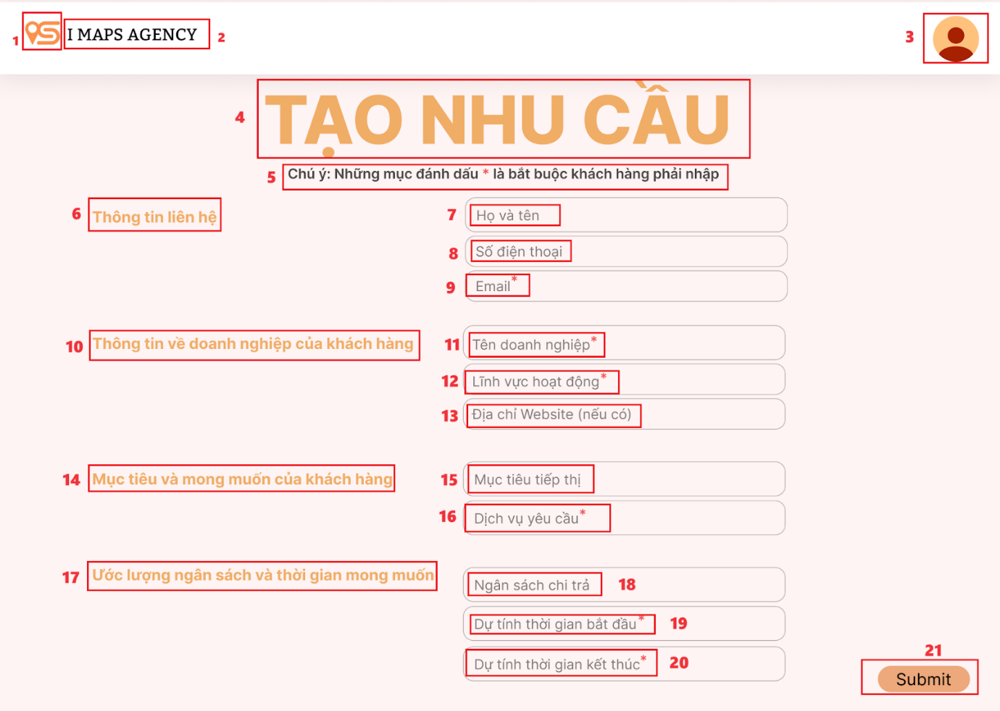 1 I MAPS AGENCY 2 3
4 TẠO NHU CẦU
5 Chú ý: Những mục đánh dấu * là bắt buộc khách hàng phải nhập
6 Thông tin liên hệ
7 Họ và tên
8 Số điện thoại
9 Email*
10 Thông tin về doanh nghiệp của khách hàng
11 Tên doanh nghiệp*
12 Lĩnh vực hoạt động*
13 Địa chỉ Website (nếu có)
14 Mục tiêu và mong muốn của khách hàng
15 Mục tiêu tiếp thị
16 Dịch vụ yêu cầu*
17 Ước lượng ngân sách và thời gian mong muốn
Ngân sách chi trả 18
Dự tính thời gian bắt đầu* 19
Dự tính thời gian kết thúc* 20
21
Submit